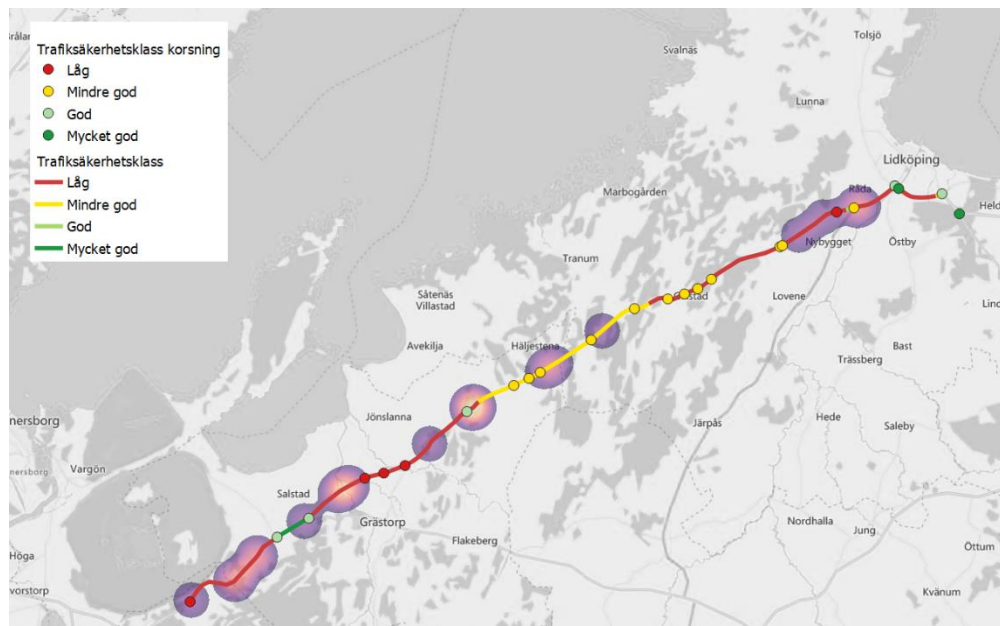 Trafiksäkerhetsklass korsning
Låg
Mindre god
God
Mycket god
Trafiksäkerhetsklass
Låg
Mindre god
God
Mycket god
Tolsjö
Svalnäs
Lunna
Lidköping
Marbogården
Råda
Held
Nybygget
Östby
Tranum
Såtenäs
Villastad
Lovene
Lind
Avekilja
Häljestena
Bast
Trässberg
Jönslanna
Hede
Saleby
Järpås
nersborg
Vargön
nersborg
Salstad
Grästorp
Nordhalla
Jung
Flakeberg
Höga
Öttum
vorstorp
Kvänum